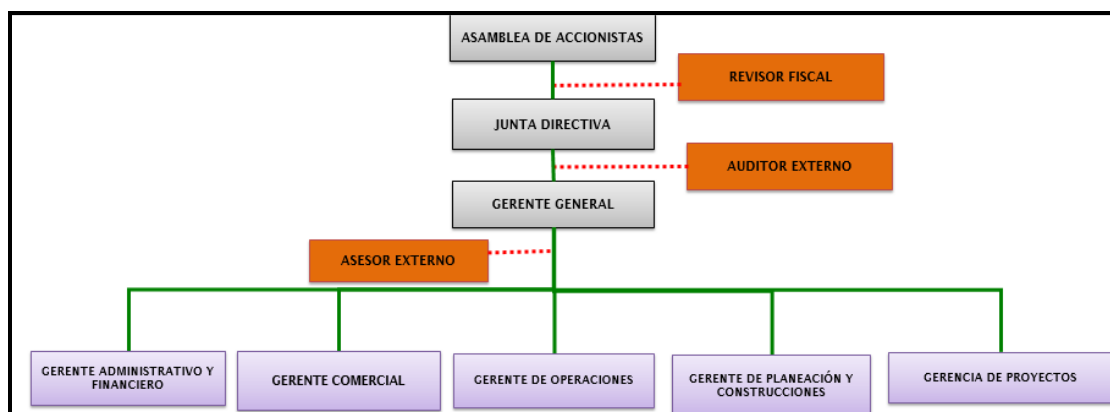 ASAMBLEA DE ACCIONISTAS
REVISOR FISCAL
JUNTA DIRECTIVA
AUDITOR EXTERNO
GERENTE GENERAL
ASESOR EXTERNO
GERENTE ADMINISTRATIVO Y
FINANCIERO
GERENTE COMERCIAL
GERENTE DE OPERACIONES
GERENTE DE PLANEACIÓN Y
CONSTRUCCIONES
GERENCIA DE PROYECTOS